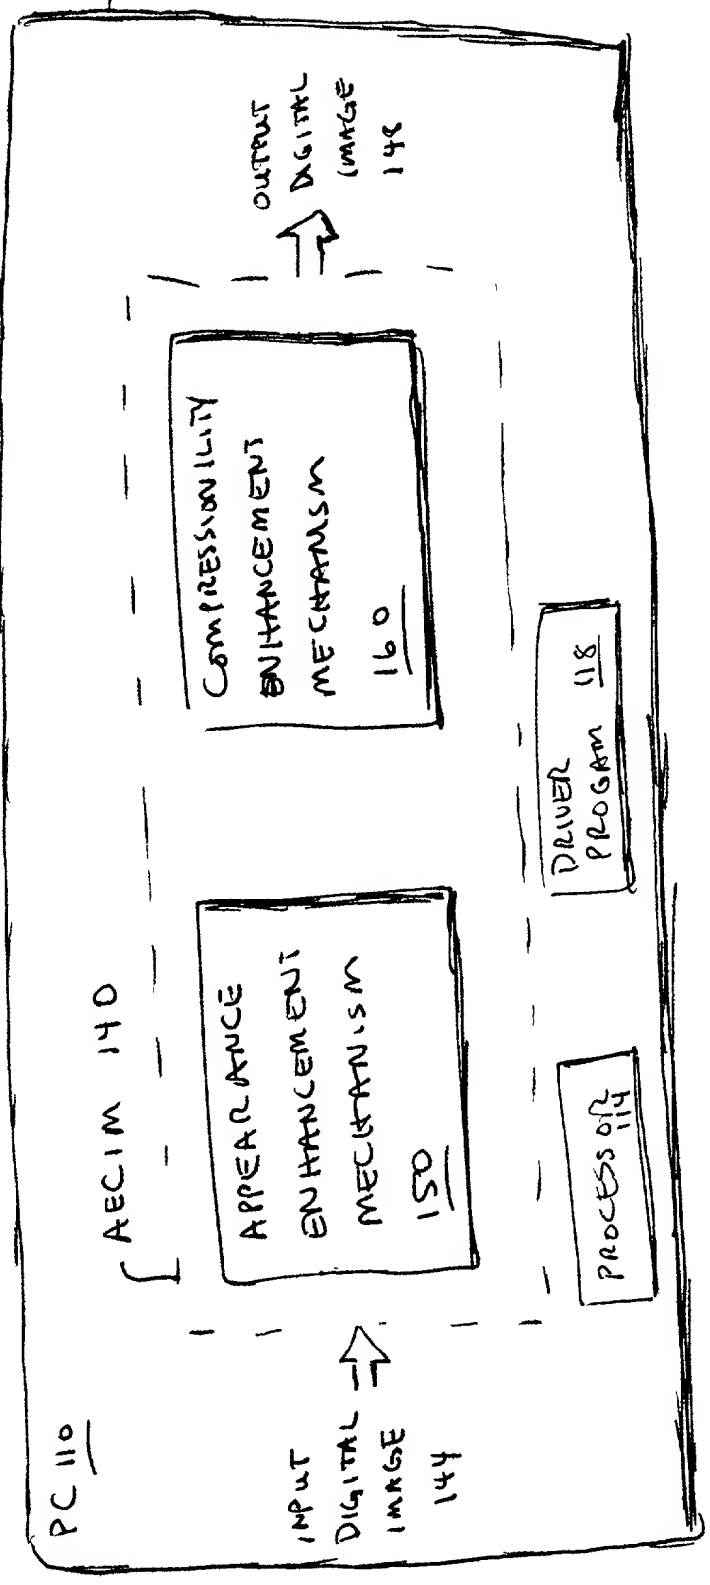 PC 110
AECIM 140
INPUT
DIGITAL
IMAGE
144
APPEARANCE
ENHANCEMENT
MECHANISM
150
COMPRESSIVILITY
ENHANCEMENT
MECHANISM
160
OUTPUT
DIGITAL
IMAGE
148
PROCESSOR
114
DRIVER
PROGAM 118